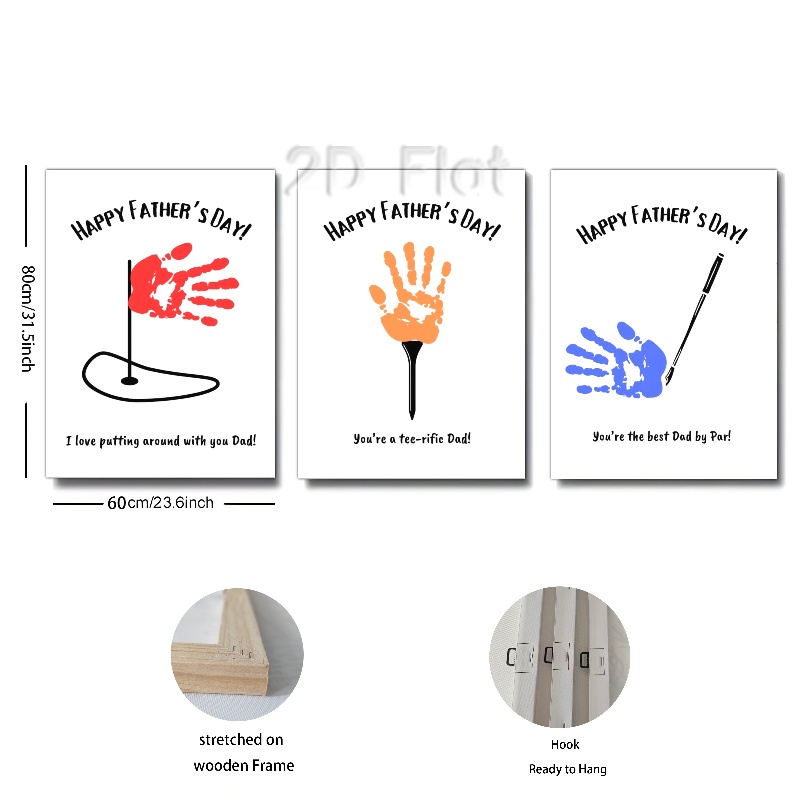 2D Flat
HAPPY FATHER'S DAY!
HAPPY FATHER'S DAY!
HAPPY FATHER'S DAY!
80cm/31.5inch
I love putting around with you Dad!
You're a tee-rific Dad!
You're the best Dad by Par!
60cm/23.6inch
stretched on
wooden Frame
Hook
Ready to Hang